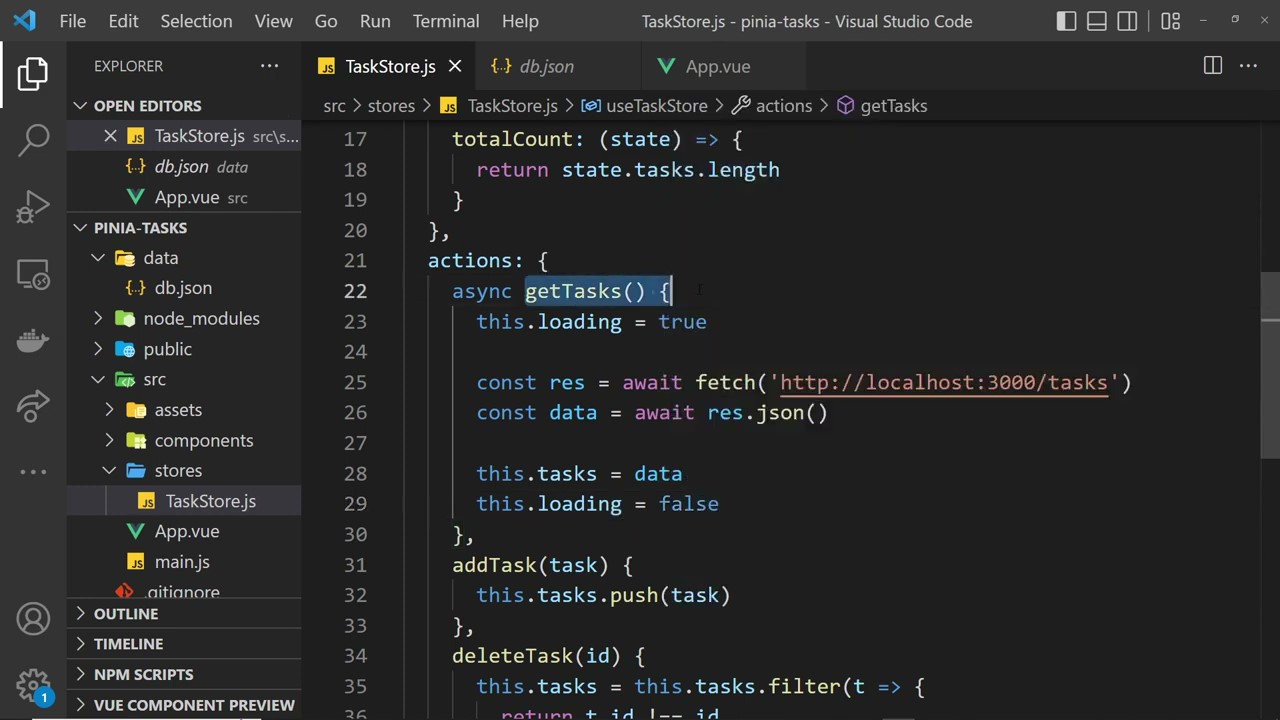 File Edit Selection View Go Run Terminal Help TaskStore.js - pinia-tasks - Visual Studio Code
EXPLORER
OPEN EDITORS
TaskStore.js src\s...
db.json data
App.vue src
PINIA-TASKS
data
db.json
node_modules
public
src
assets
components
stores
TaskStore.js
App.vue
main.js
.gitignore
OUTLINE
TIMELINE
NPM SCRIPTS
VUE COMPONENT PREVIEW
1
JS TaskStore.js {..} db.json App.vue
src > stores > JS TaskStore.js > useTaskStore > actions > getTasks
17 totalCount: (state) => {
18 return state.tasks.length
19 }
20 },
21 actions: {
22 async getTasks() {
23 this.loading = true
24
25 const res = await fetch('http://localhost:3000/tasks')
26 const data = await res.json()
27
28 this.tasks = data
29 this.loading = false
30 },
31 addTask(task) {
32 this.tasks.push(task)
33 },
34 deleteTask(id) {
35 this.tasks = this.tasks.filter(t => {
36 return t.id !== id